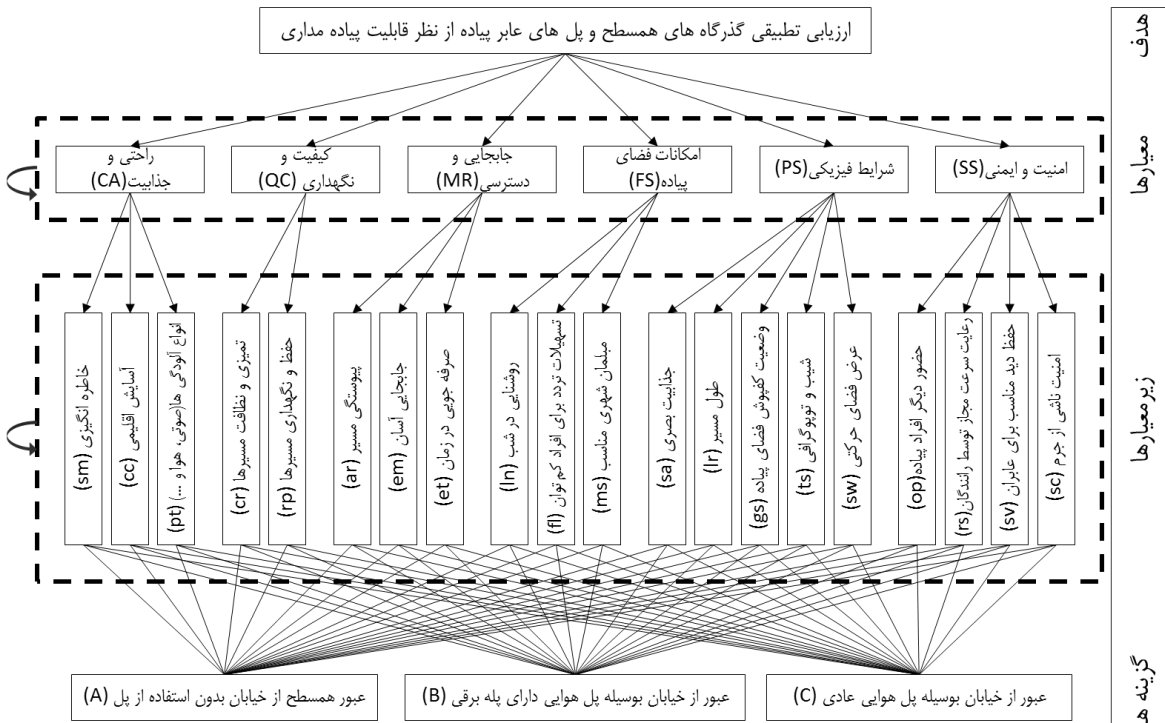 هدف
ارزیابی تطبیقی گذرگاه های همسطح و پل های عابر پیاده از نظر قابلیت پیاده مداری
معیارها
امنیت و ایمنی(SS)
شرایط فیزیکی(PS)
امکانات فضای
پیاده(FS)
جابجایی و
دسترسی(MR)
کیفیت و
نگهداری(QC)
راحتی و
جذابیت(CA)
زیرمعیارها
امنیت ناشی از جرم (sc)
حفظ دید مناسب برای عابران (sv)
رعایت سرعت مجاز توسط رانندگان(rs)
حضور دیگر افراد پیاده(op)
عرض فضای حرکتی (sw)
شیب و توپوگرافی (ts)
وضعیت کفپوش فضای پیاده (gs)
طول مسیر (lr)
جذابیت بصری (sa)
مبلمان شهری مناسب (ms)
تسهیلات تردد برای افراد کم توان (fl)
روشنایی در شب (ln)
صرفه جویی در زمان (et)
جابجایی آسان (em)
پیوستگی مسیر (ar)
حفظ و نگهداری مسیرها (rp)
تمیزی و نظافت مسیرها (cr)
انواع آلودگی ها(صوتی، هوا و ...) (pt)
آسایش اقلیمی (cc)
خاطره انگیزی (sm)
گزینه ه
عبور از خیابان بوسیله پل هوایی عادی (C)
عبور از خیابان بوسیله پل هوایی دارای پله برقی (B)
عبور همسطح از خیابان بدون استفاده از پل (A)